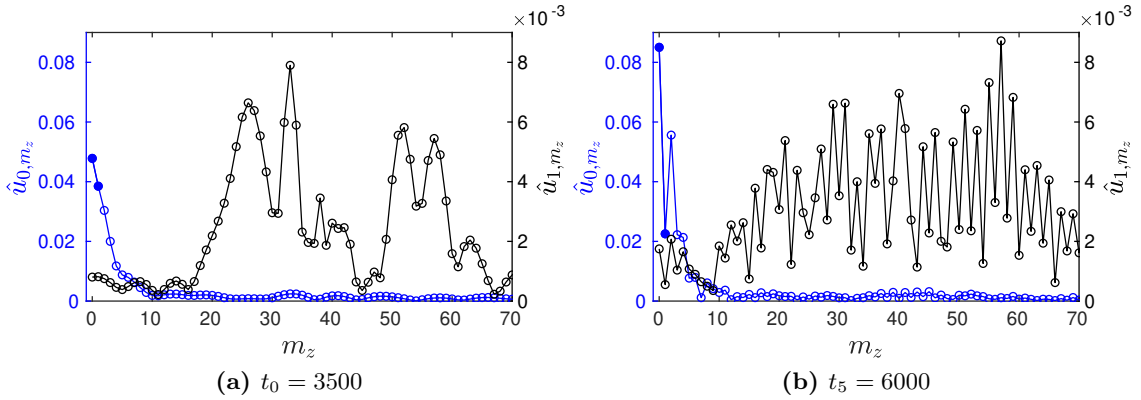 ×10⁻³ ×10⁻³
0.08 8 0.08 8
0.06 6 0.06 6
0.04 4 0.04 4
0.02 2 0.02 2
0 0 0 0
û₀,m_z û₁,m_z û₀,m_z û₁,m_z
0 10 20 30 40 50 60 70 0 10 20 30 40 50 60 70
m_z m_z
(a) t₀ = 3500 (b) t₅ = 6000